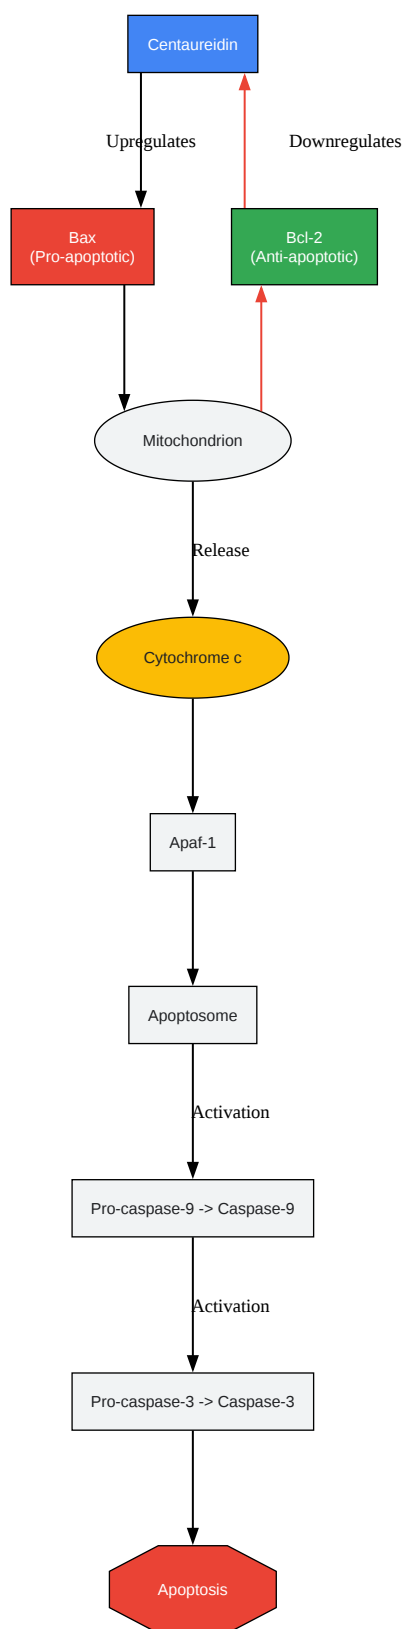 Centaureidin
Upregulates
Downregulates
Bax
(Pro-apoptotic)
Bcl-2
(Anti-apoptotic)
Mitochondrion
Release
Cytochrome c
Apaf-1
Apoptosome
Activation
Pro-caspase-9 -> Caspase-9
Activation
Pro-caspase-3 -> Caspase-3
Apoptosis